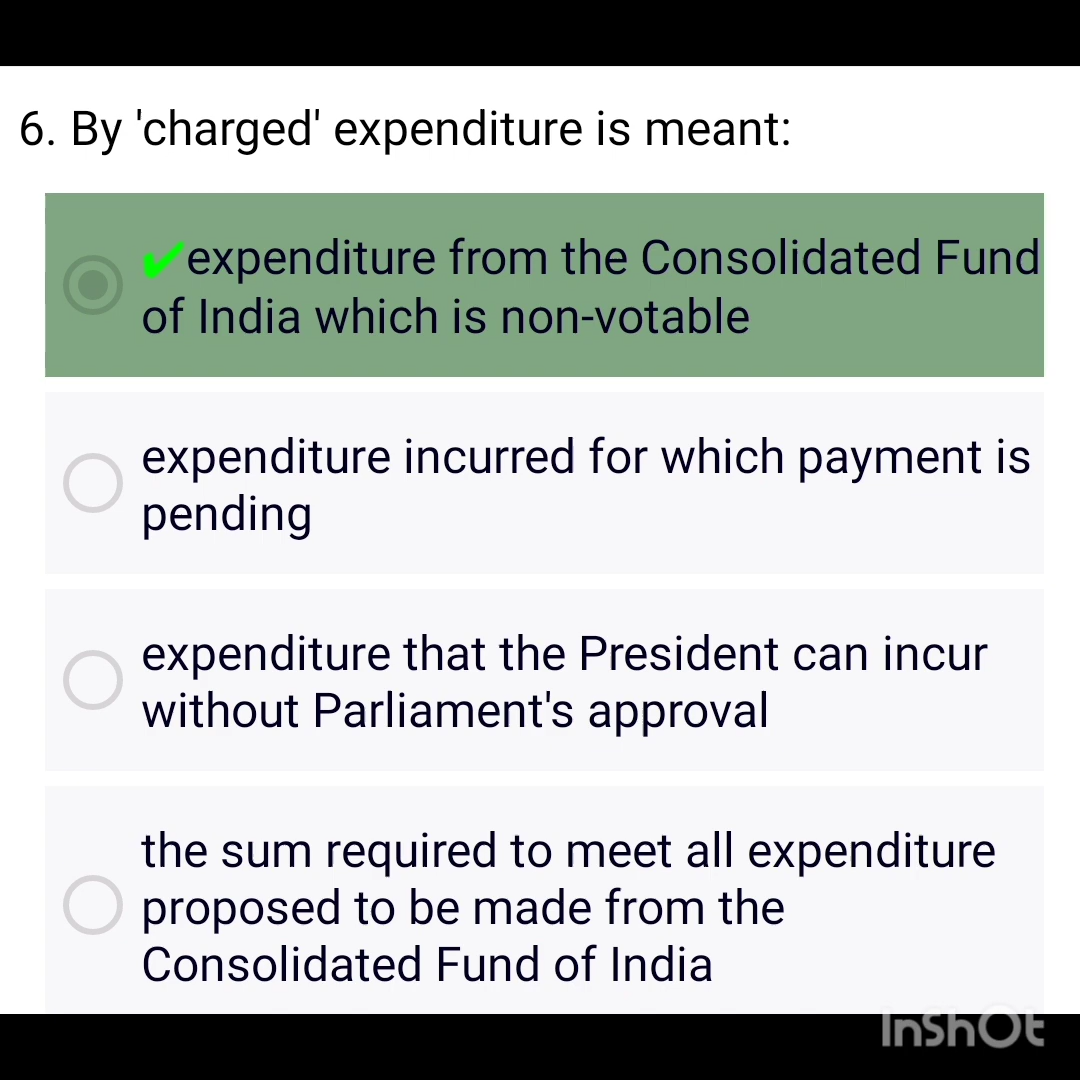 6. By 'charged' expenditure is meant:
✔expenditure from the Consolidated Fund
of India which is non-votable
expenditure incurred for which payment is
pending
expenditure that the President can incur
without Parliament's approval
the sum required to meet all expenditure
proposed to be made from the
Consolidated Fund of India
InShOt